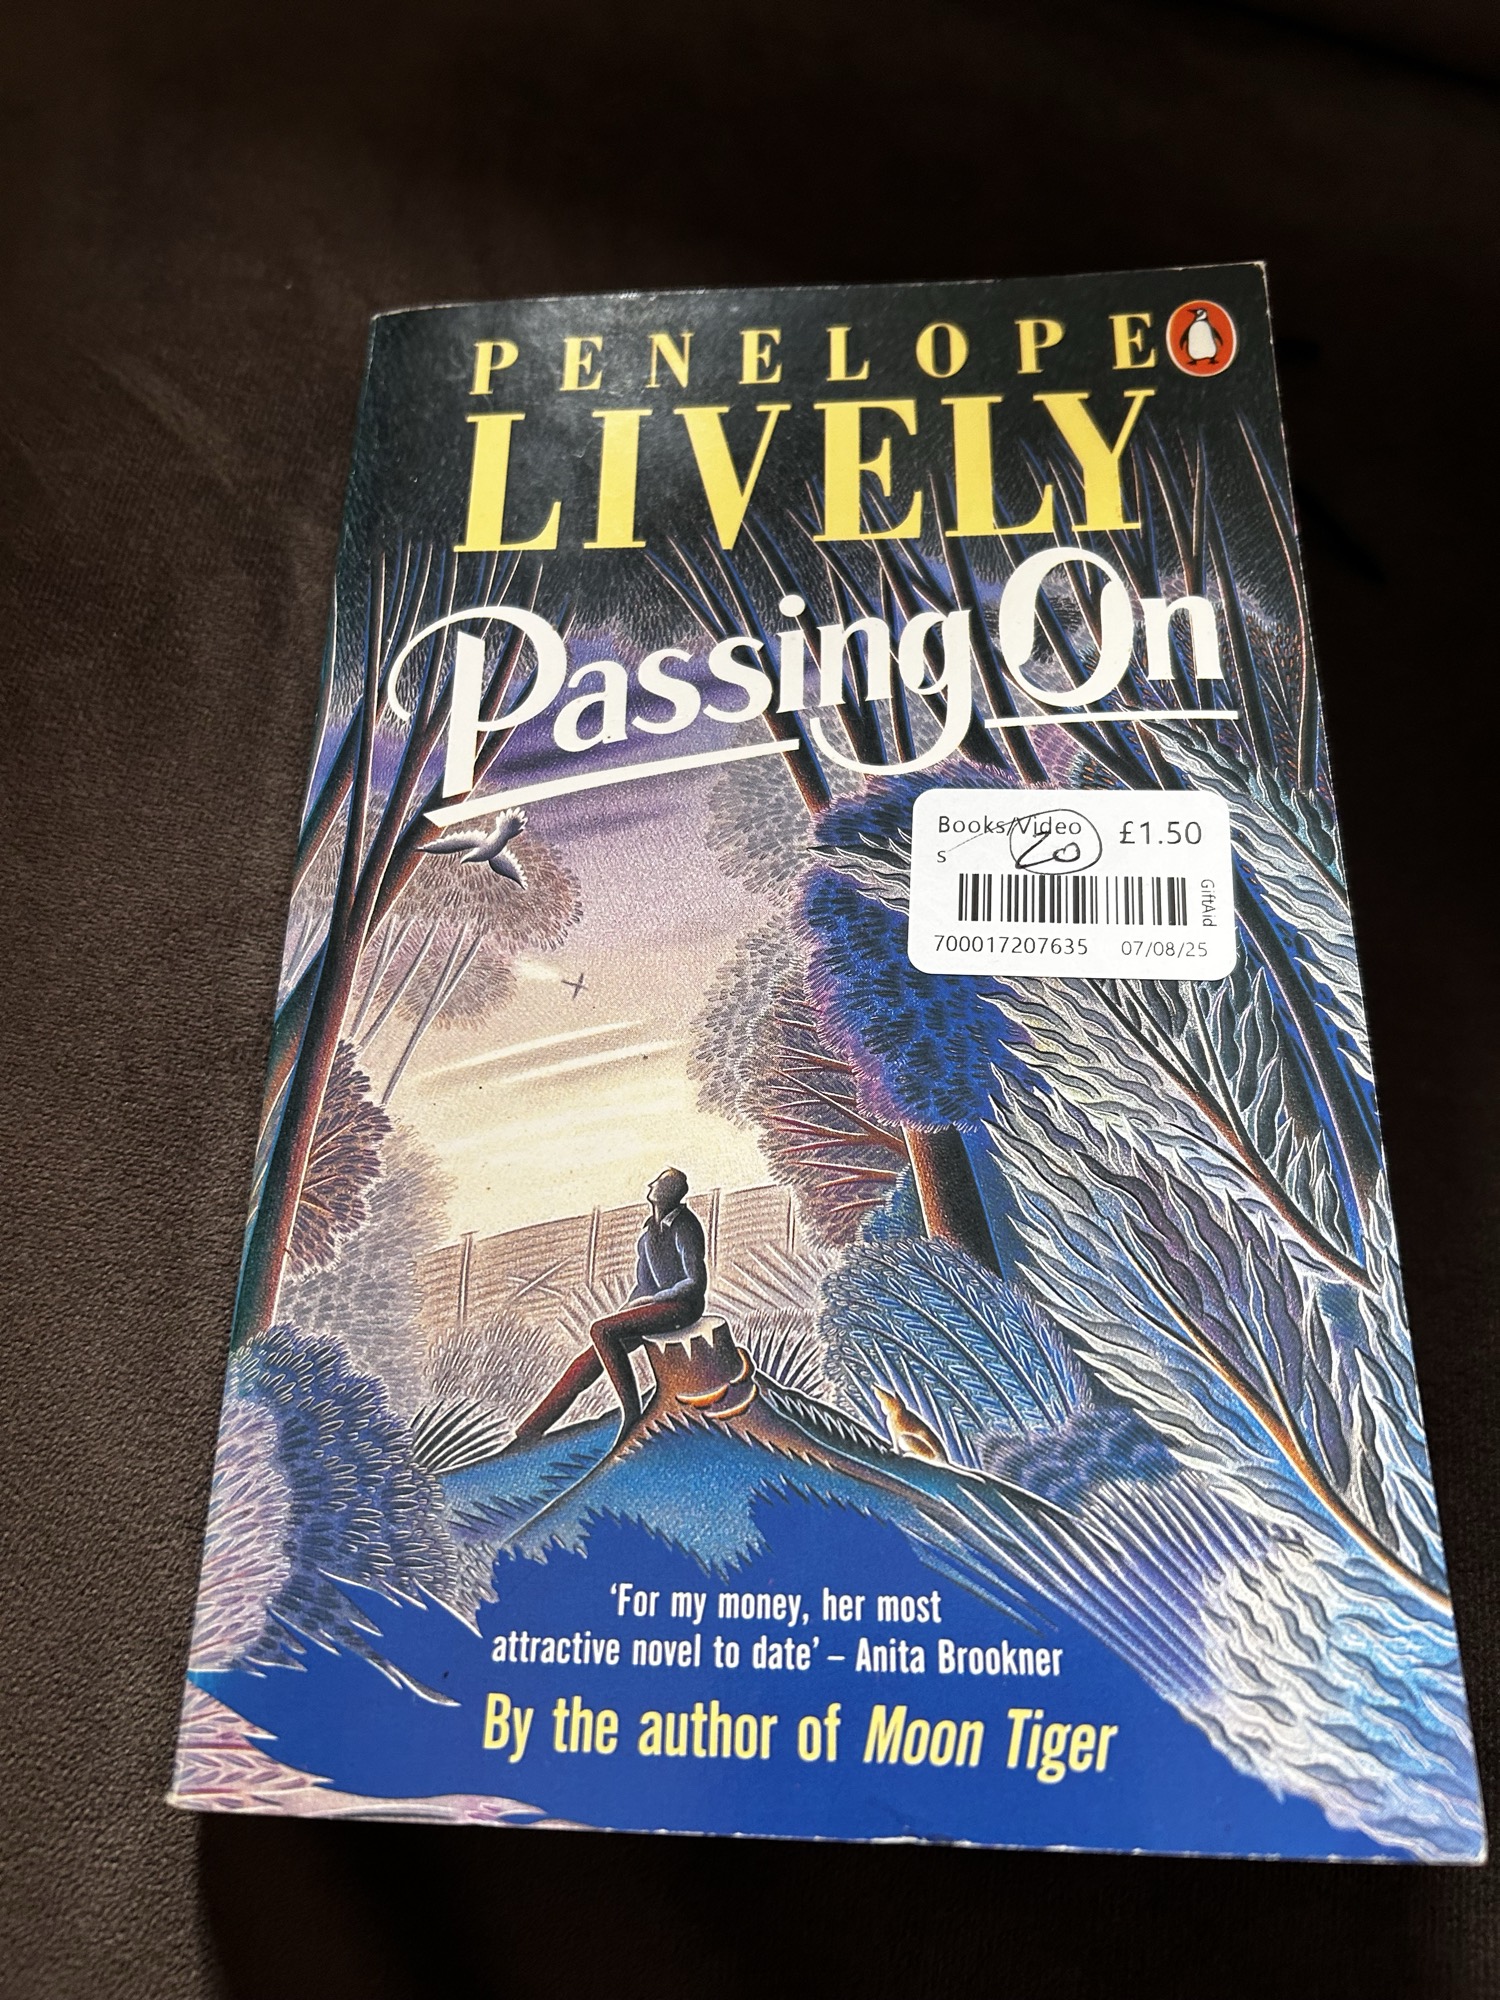 PENELOPE
LIVELY
Passing On
Books/Video £1.50
s
20
GiftAid
700017207635 07/08/25
‘For my money, her most
attractive novel to date’ – Anita Brookner
By the author of Moon Tiger